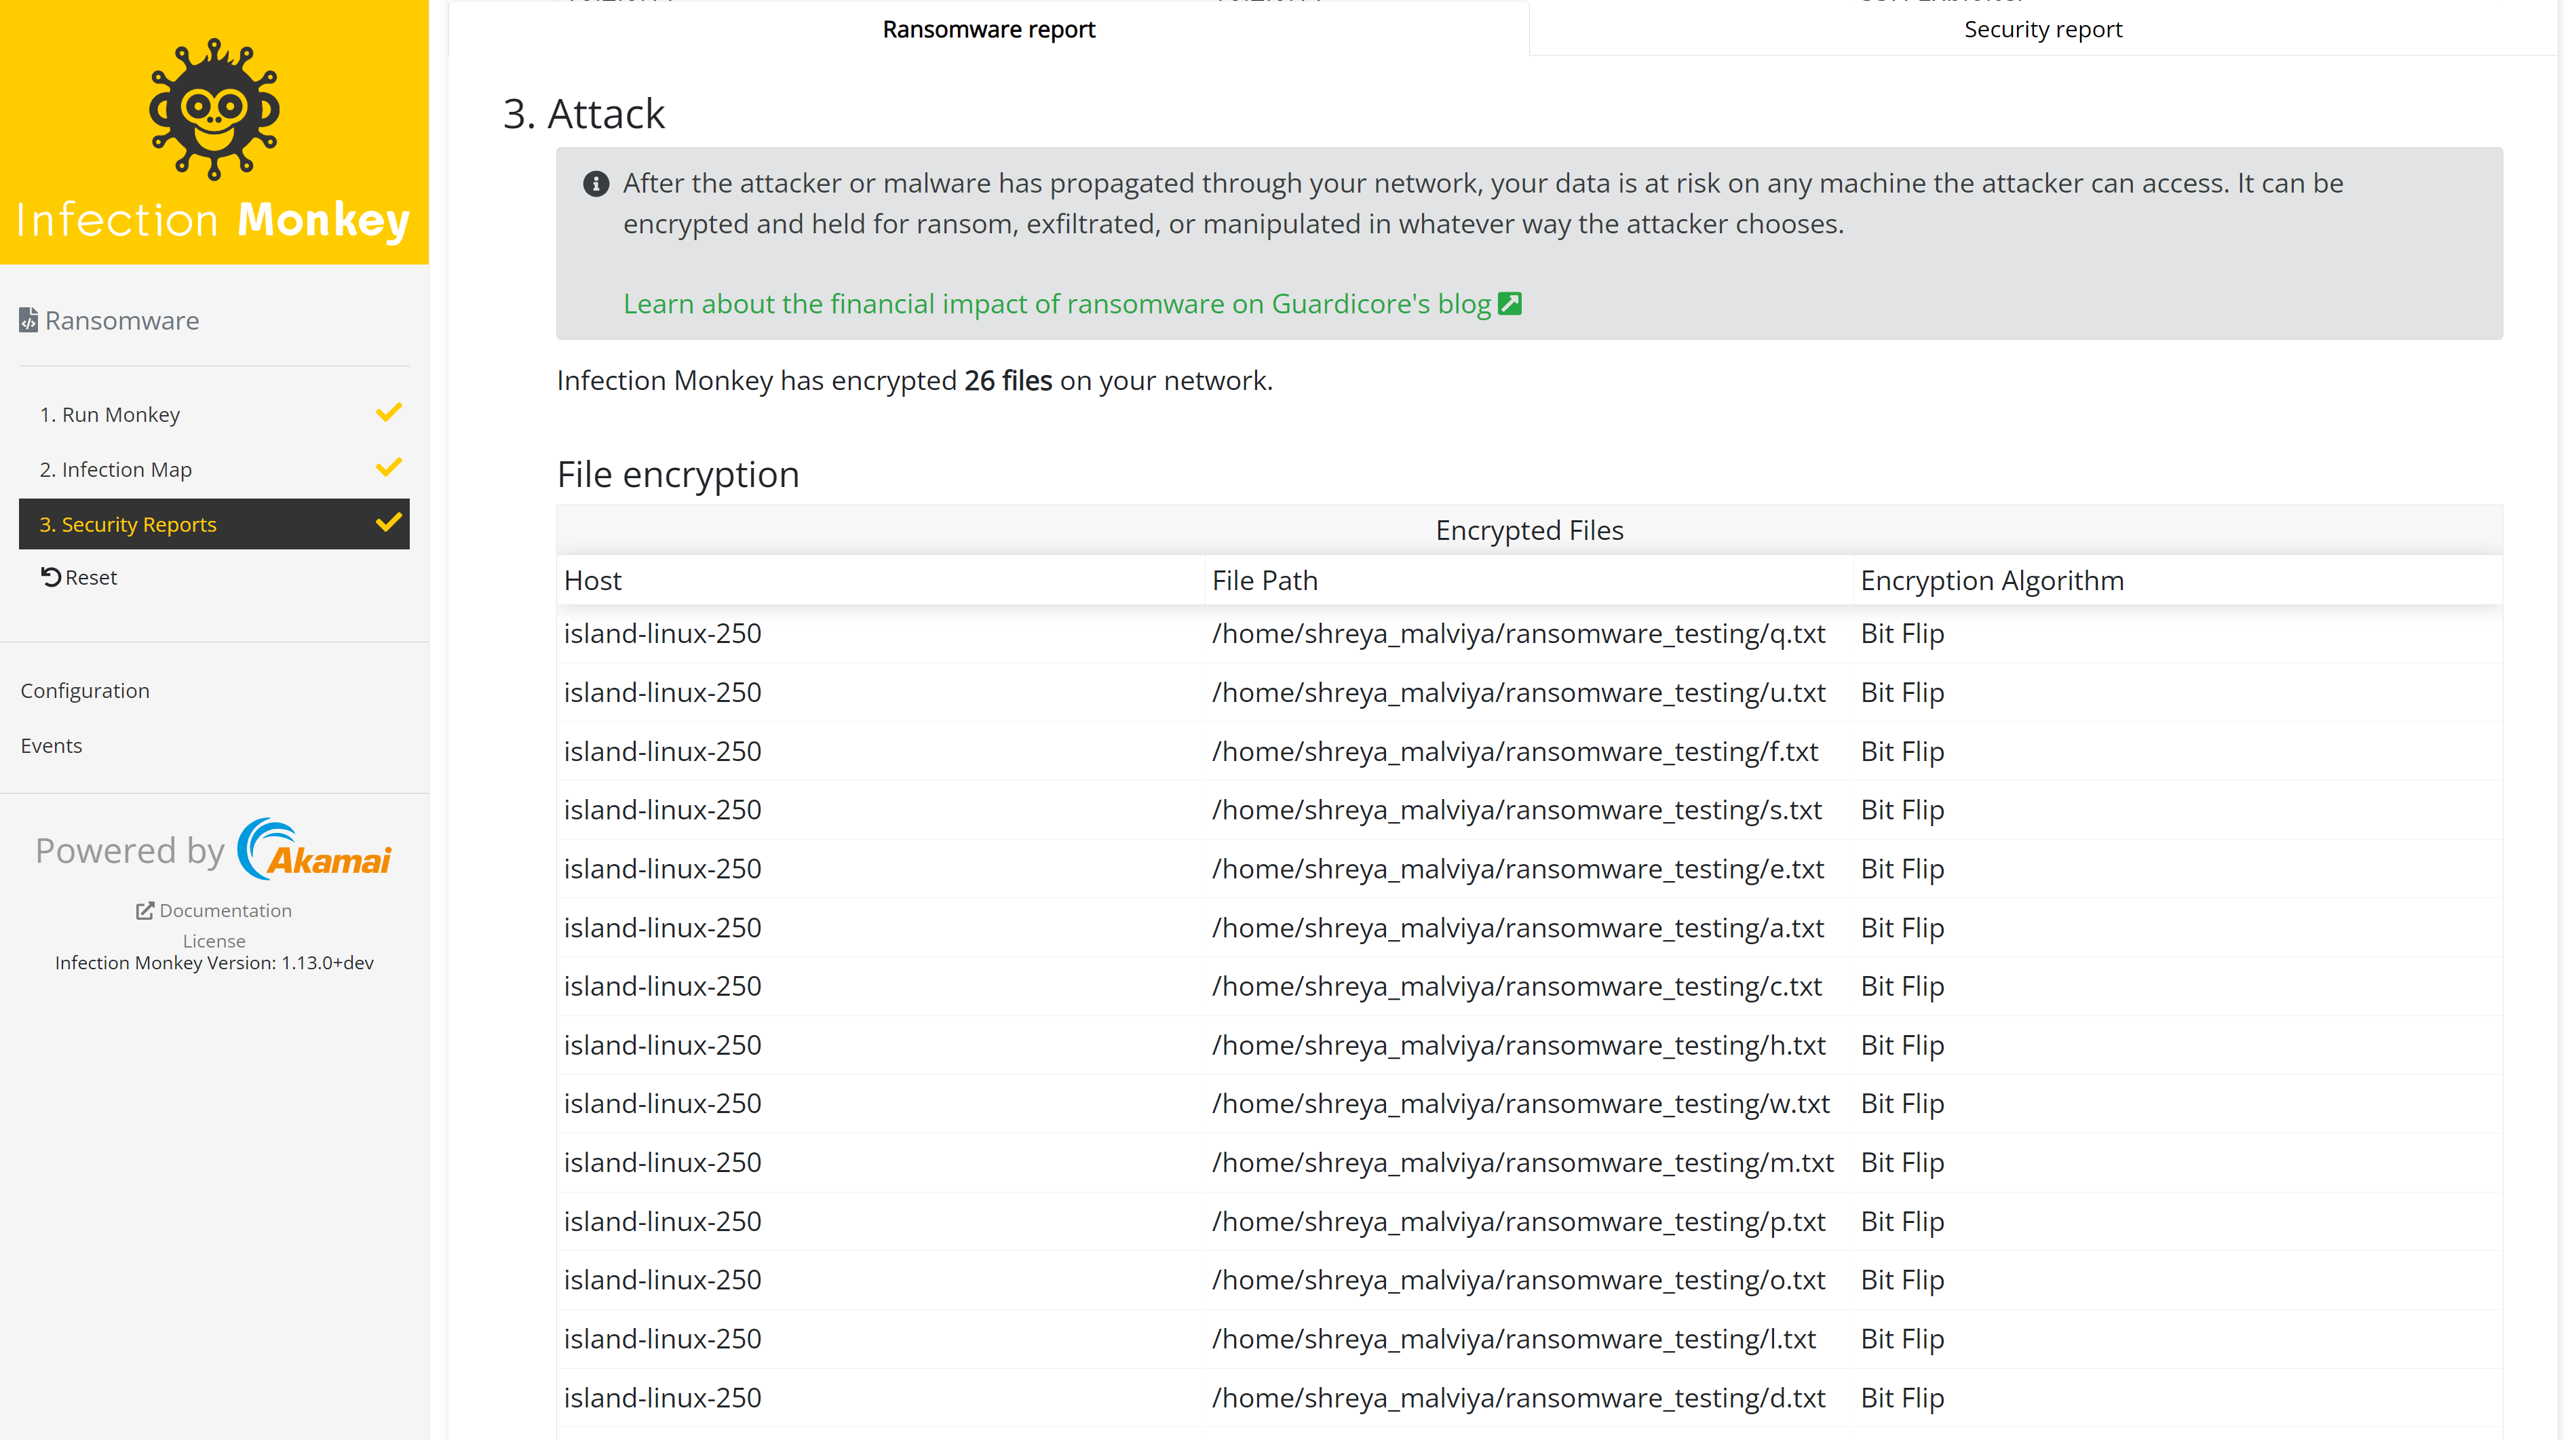 Infection Monkey
Ransomware
1. Run Monkey
2. Infection Map
3. Security Reports
Reset
Configuration
Events
Powered by Akamai
Documentation
License
Infection Monkey Version: 1.13.0+dev
Ransomware report
Security report
3. Attack
After the attacker or malware has propagated through your network, your data is at risk on any machine the attacker can access. It can be
encrypted and held for ransom, exfiltrated, or manipulated in whatever way the attacker chooses.
Learn about the financial impact of ransomware on Guardicore's blog
Infection Monkey has encrypted 26 files on your network.
File encryption
Encrypted Files
Host File Path Encryption Algorithm
island-linux-250 /home/shreya_malviya/ransomware_testing/q.txt Bit Flip
island-linux-250 /home/shreya_malviya/ransomware_testing/u.txt Bit Flip
island-linux-250 /home/shreya_malviya/ransomware_testing/f.txt Bit Flip
island-linux-250 /home/shreya_malviya/ransomware_testing/s.txt Bit Flip
island-linux-250 /home/shreya_malviya/ransomware_testing/e.txt Bit Flip
island-linux-250 /home/shreya_malviya/ransomware_testing/a.txt Bit Flip
island-linux-250 /home/shreya_malviya/ransomware_testing/c.txt Bit Flip
island-linux-250 /home/shreya_malviya/ransomware_testing/h.txt Bit Flip
island-linux-250 /home/shreya_malviya/ransomware_testing/w.txt Bit Flip
island-linux-250 /home/shreya_malviya/ransomware_testing/m.txt Bit Flip
island-linux-250 /home/shreya_malviya/ransomware_testing/p.txt Bit Flip
island-linux-250 /home/shreya_malviya/ransomware_testing/o.txt Bit Flip
island-linux-250 /home/shreya_malviya/ransomware_testing/l.txt Bit Flip
island-linux-250 /home/shreya_malviya/ransomware_testing/d.txt Bit Flip